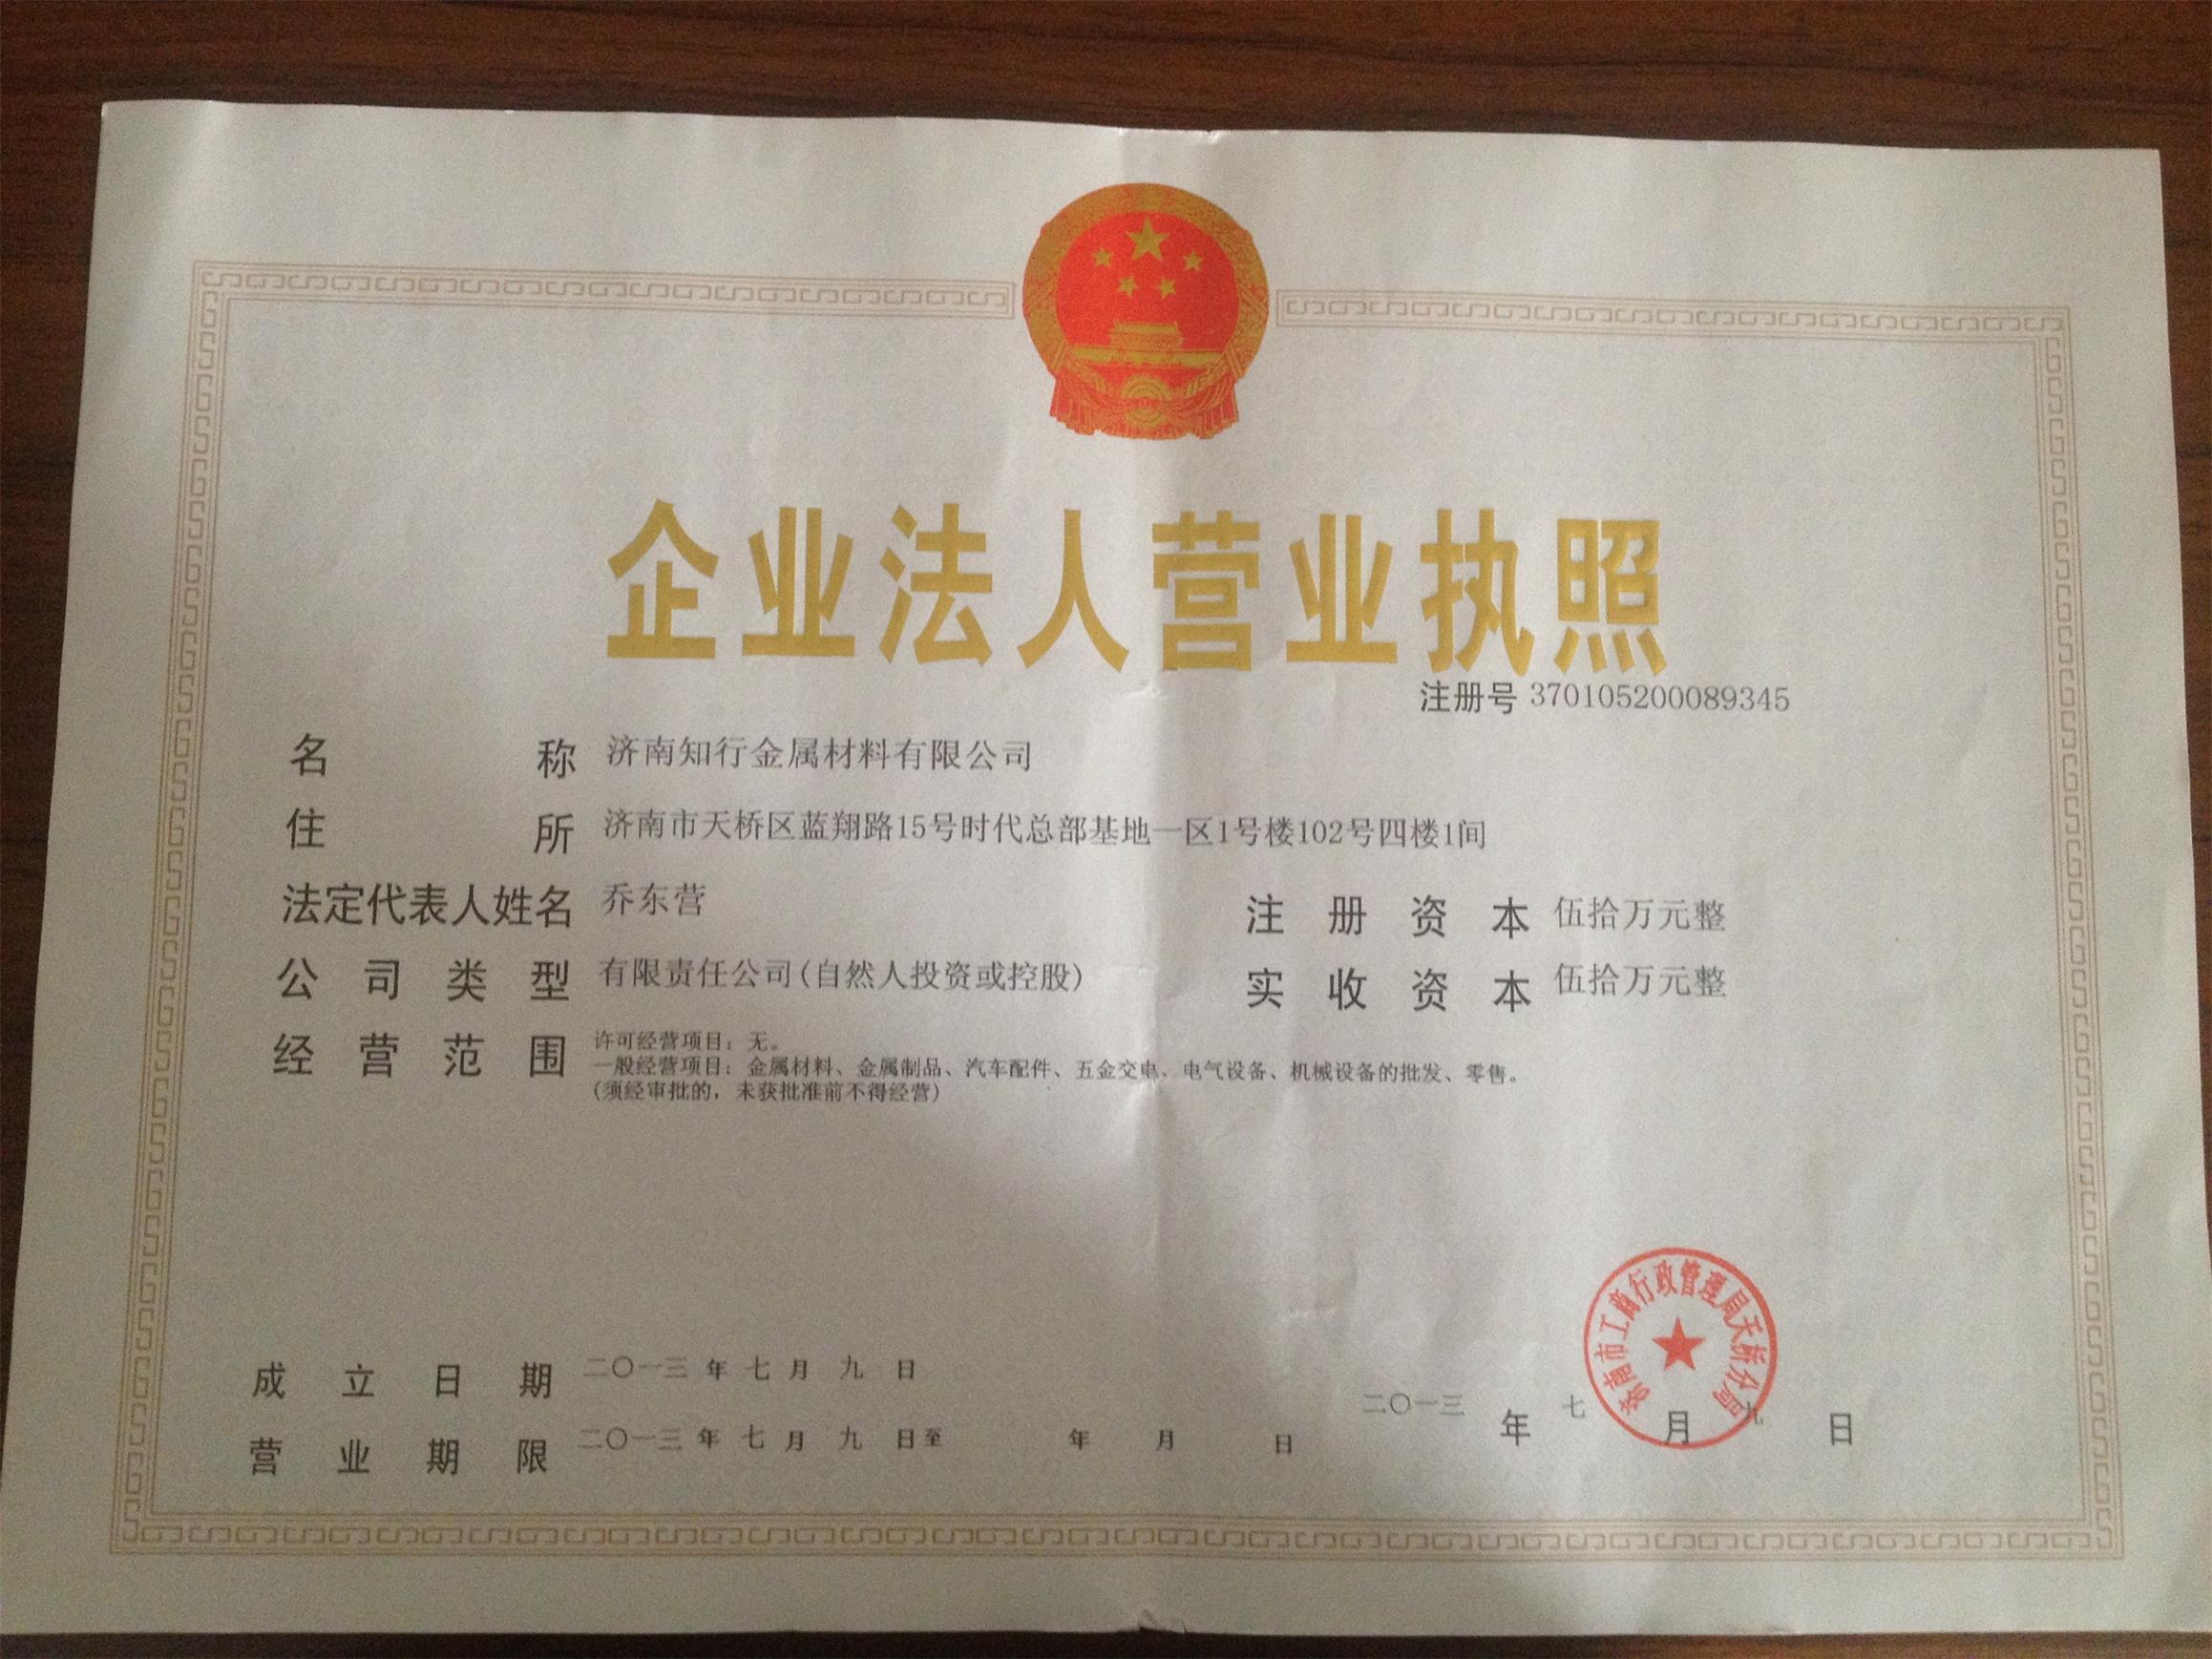 企业法人营业执照
注册号 370105200089345
名称 济南知行金属材料有限公司
住所 济南市天桥区蓝翔路15号时代总部基地一区1号楼102号四楼1间
法定代表人姓名 乔东营
注册资本 伍拾万元整
公司类型 有限责任公司(自然人投资或控股)
实收资本 伍拾万元整
经营范围 许可经营项目：无。
一般经营项目：金属材料、金属制品、汽车配件、五金交电、电气设备、机械设备的批发、零售。
(须经审批的，未获批准前不得经营)
成立日期 二〇一三年七月九日
营业期限 二〇一三年七月九日至 年 月 日
济南市工商行政管理局天桥分局
二〇一三年七月九日